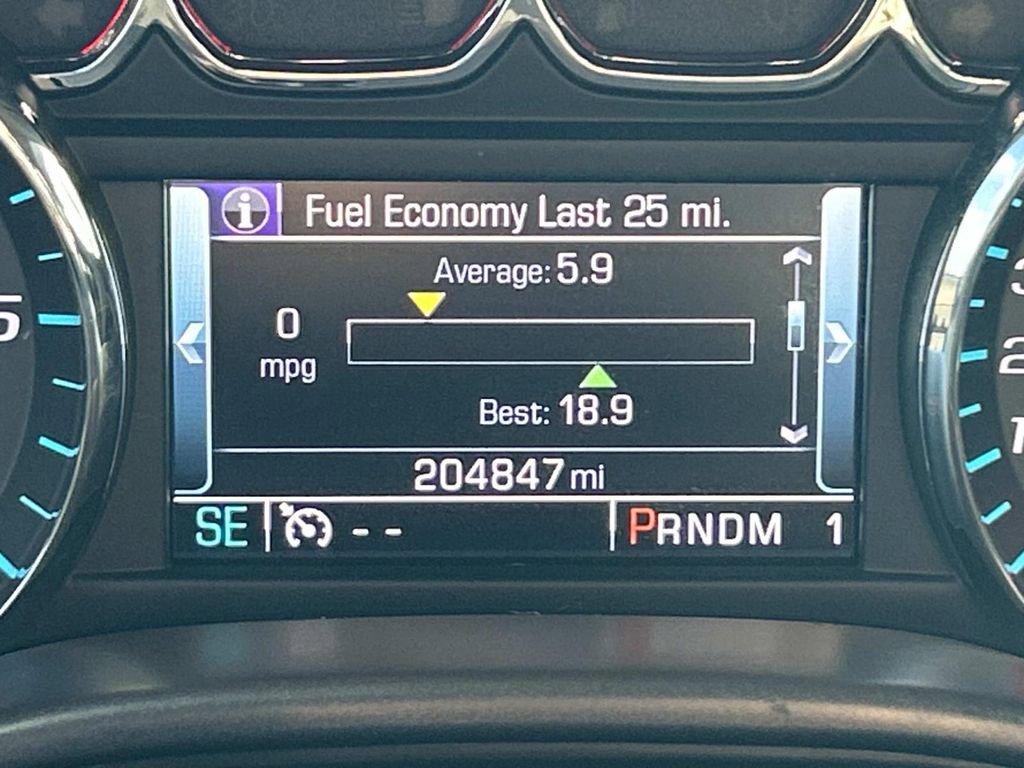 Fuel Economy Last 25 mi.
Average: 5.9
0
mpg
Best: 18.9
204847 mi
SE
- -
PRNDM 1